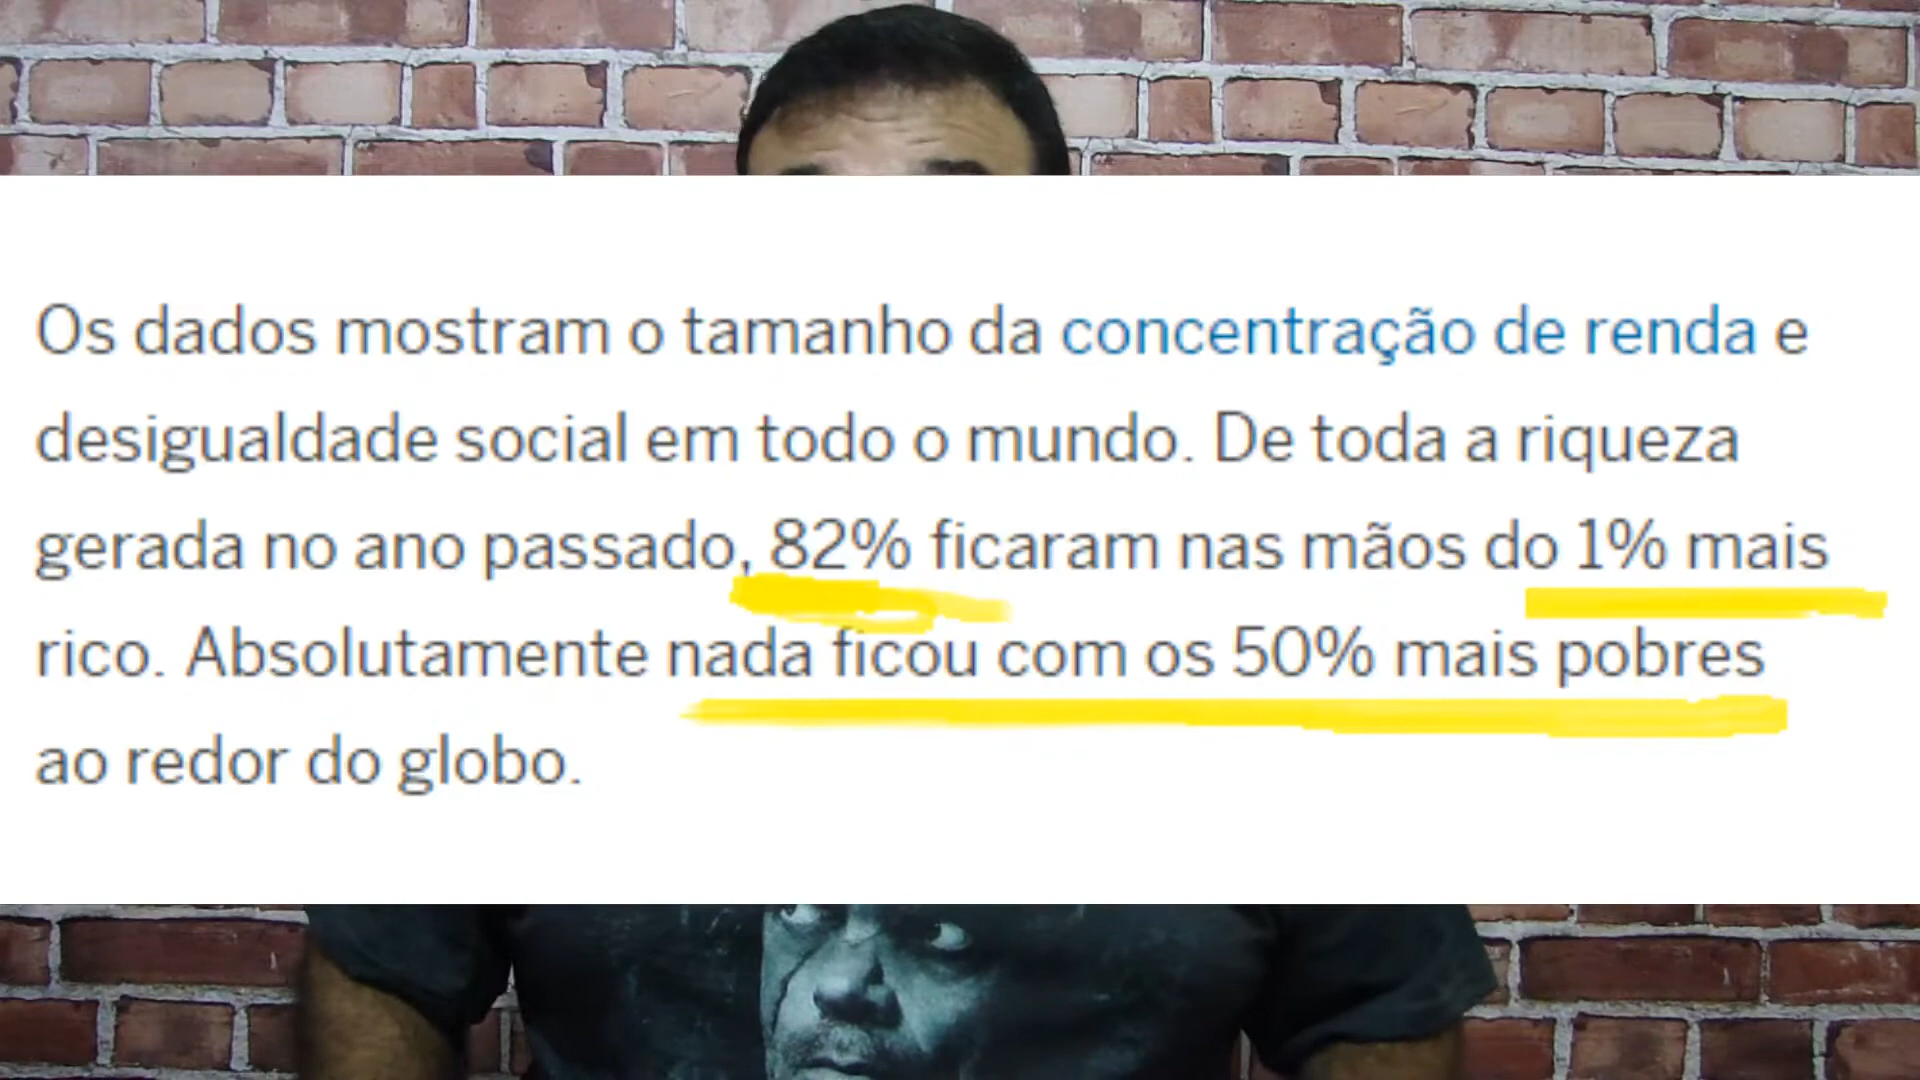 Os dados mostram o tamanho da concentração de renda e
desigualdade social em todo o mundo. De toda a riqueza
gerada no ano passado, 82% ficaram nas mãos do 1% mais
rico. Absolutamente nada ficou com os 50% mais pobres
ao redor do globo.